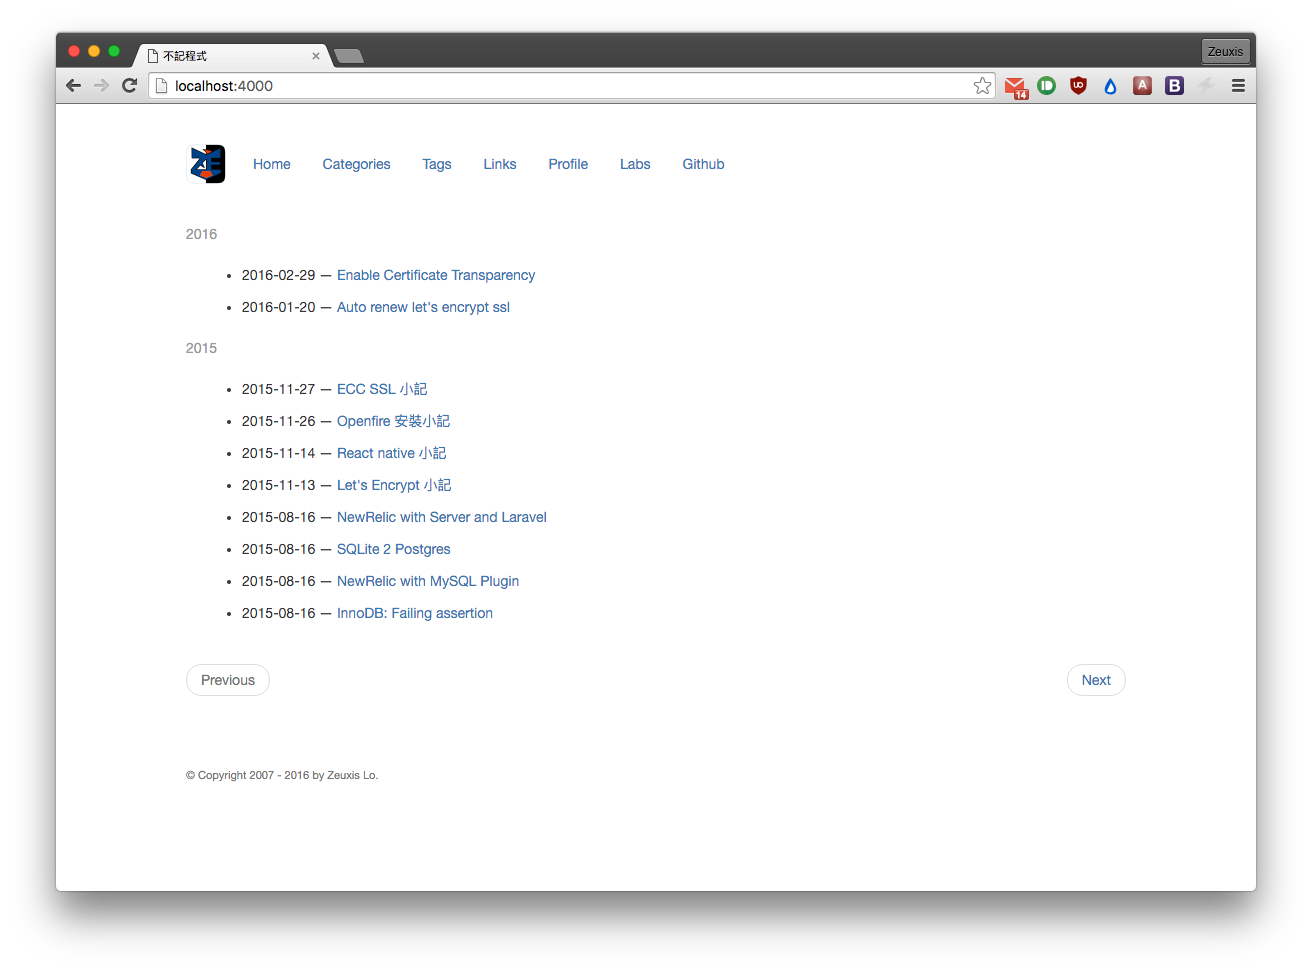 不記程式
Zeuxis
localhost:4000
14
ZE
Home Categories Tags Links Profile Labs Github
2016
2016-02-29 — Enable Certificate Transparency
2016-01-20 — Auto renew let's encrypt ssl
2015
2015-11-27 — ECC SSL 小記
2015-11-26 — Openfire 安裝小記
2015-11-14 — React native 小記
2015-11-13 — Let's Encrypt 小記
2015-08-16 — NewRelic with Server and Laravel
2015-08-16 — SQLite 2 Postgres
2015-08-16 — NewRelic with MySQL Plugin
2015-08-16 — InnoDB: Failing assertion
Previous Next
© Copyright 2007 - 2016 by Zeuxis Lo.